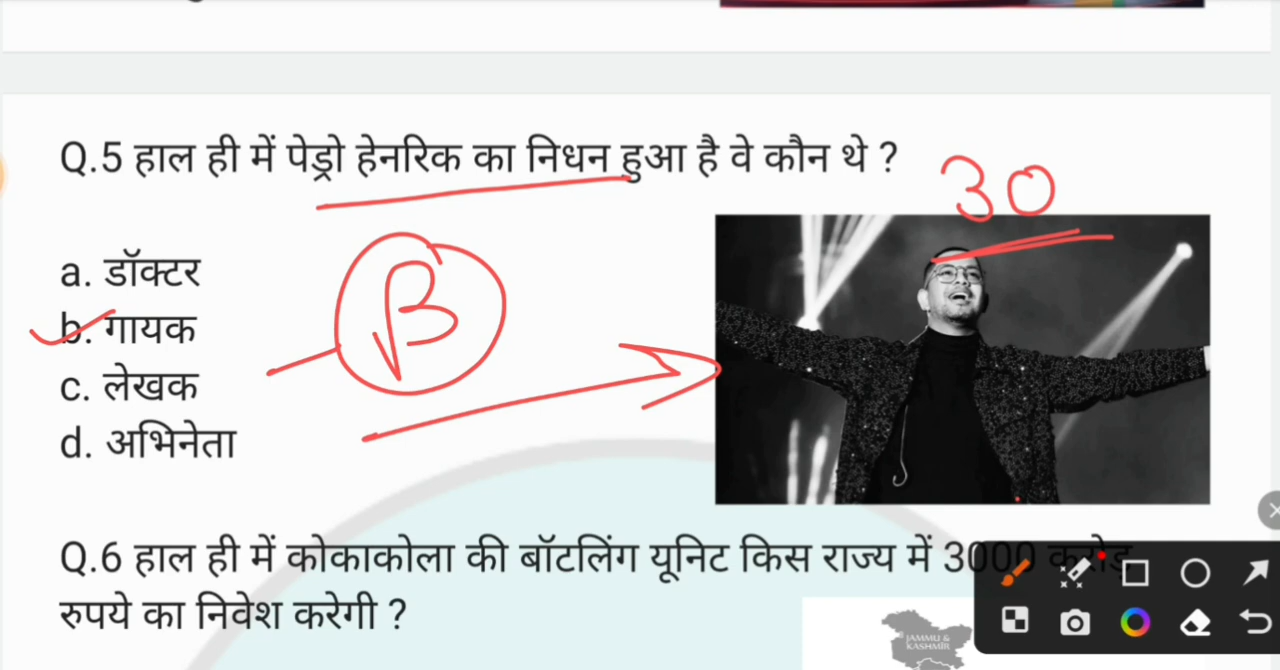 Q.5 हाल ही में पेड्रो हेनरिक का निधन हुआ है वे कौन थे ?
30
a. डॉक्टर
b. गायक
c. लेखक
d. अभिनेता
B
Q.6 हाल ही में कोकाकोला की बॉटलिंग यूनिट किस राज्य में 3000 करोड़
रुपये का निवेश करेगी ?
JAMMU &
KASHMIR